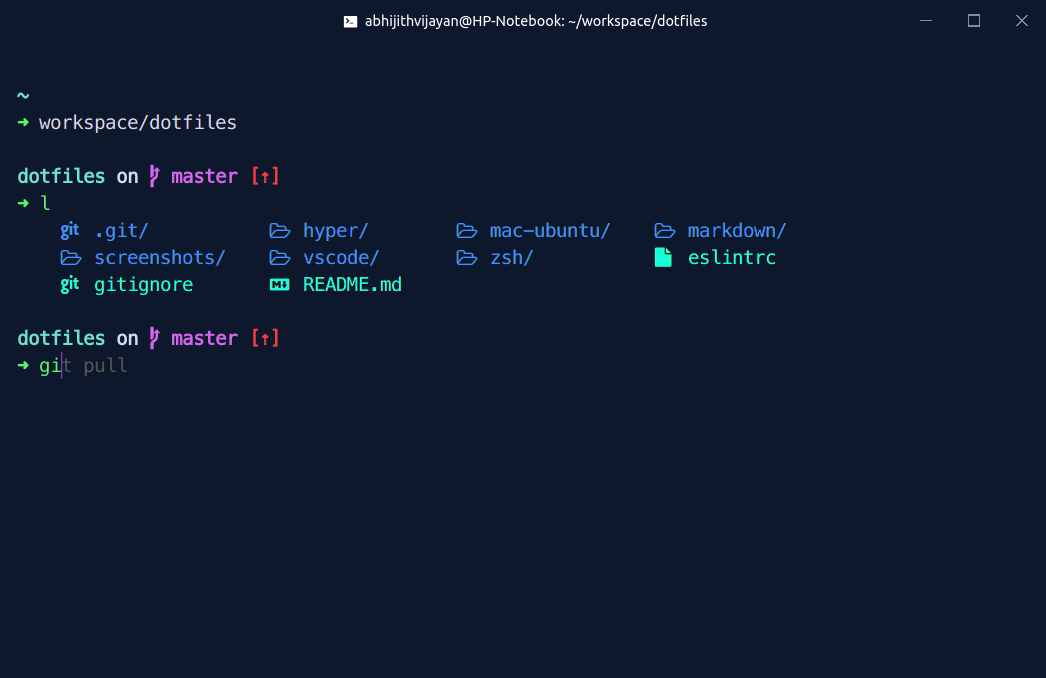 abhijithvijayan@HP-Notebook: ~/workspace/dotfiles
~
➜ workspace/dotfiles
dotfiles on master [↑]
➜ l
git .git/ hyper/ mac-ubuntu/ markdown/
screenshots/ vscode/ zsh/ eslintrc
git gitignore README.md
dotfiles on master [↑]
➜ git pull